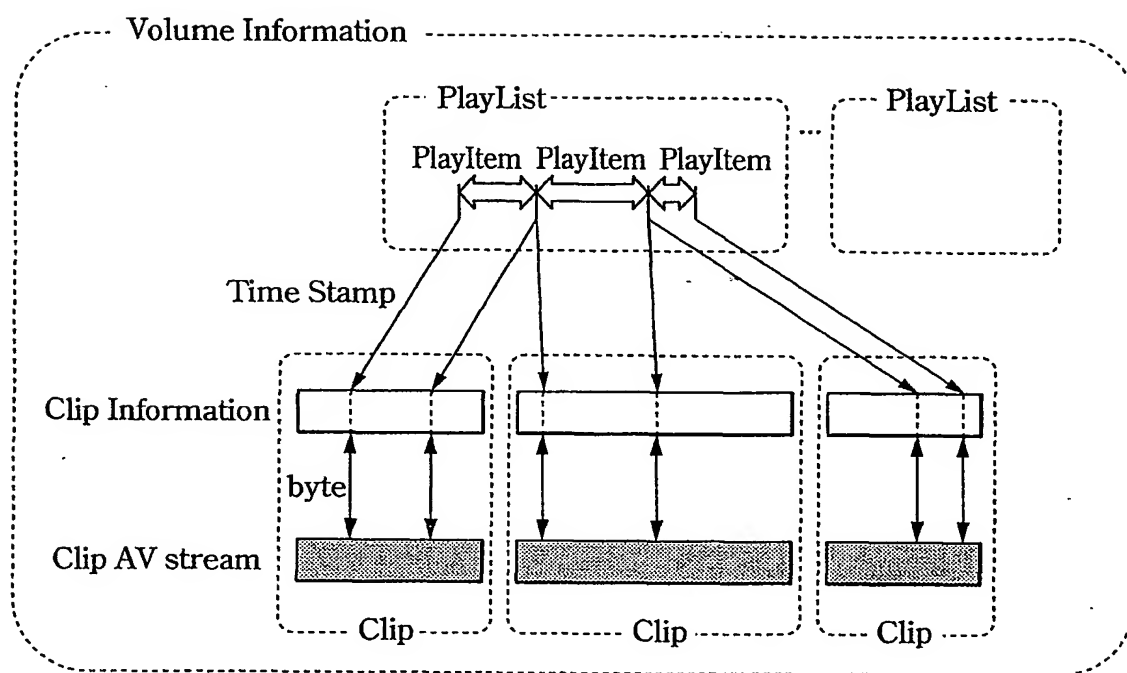 Volume Information
PlayList
PlayList
...
PlayItem PlayItem PlayItem
Time Stamp
Clip Information
byte
Clip AV stream
Clip
Clip
Clip